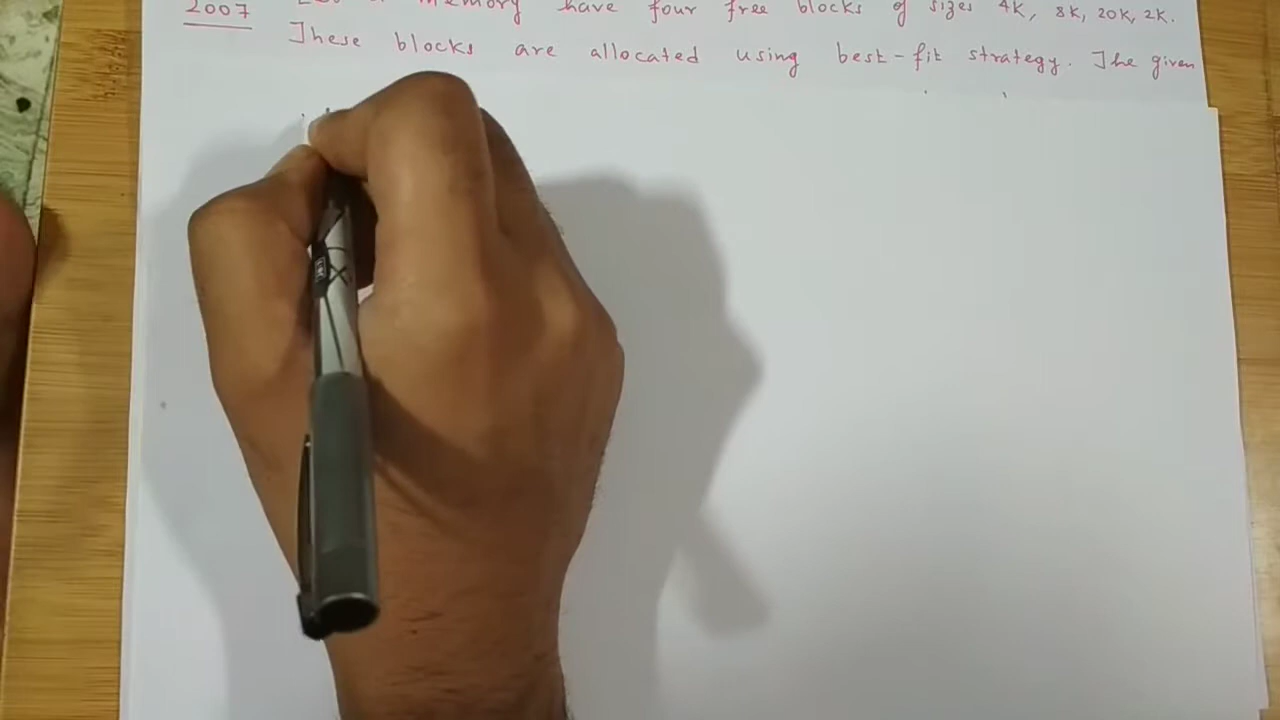 2007 Let a memory have four free blocks of sizes 4K, 8K, 20K, 2K.
These blocks are allocated using best-fit strategy. The given